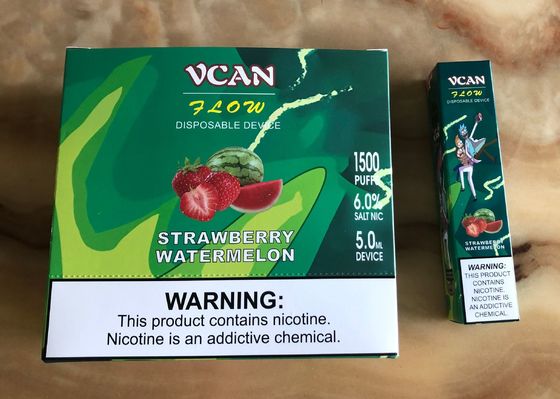 VCAN
FLOW
DISPOSABLE DEVICE
1500
PUFF
6.0%
SALT NIC
5.0ML
DEVICE
STRAWBERRY
WATERMELON
WARNING:
This product contains nicotine.
Nicotine is an addictive chemical.
VCAN
FLOW
DISPOSABLE DEVICE
STRAWBERRY
WATERMELON
WARNING:
THIS PRODUCT
CONTAINS
NICOTINE.
NICOTINE IS
AN ADDICTIVE
CHEMICAL.